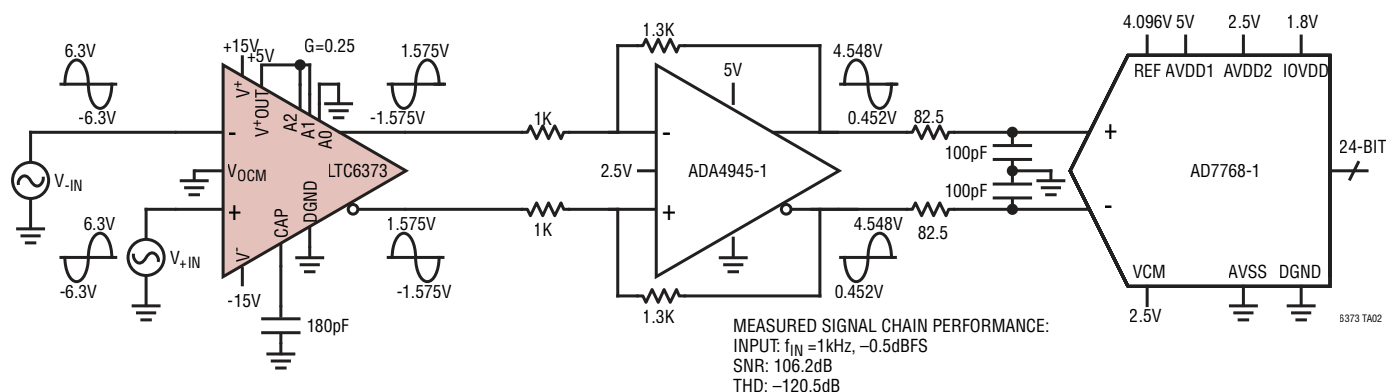 6.3V
-6.3V
+15V
+5V
G=0.25
1.575V
-1.575V
V+
V+OUT
A2
A1
A0
-
VOCM
LTC6373
+
CAP
DGND
V-
-15V
180pF
V-IN
V+IN
6.3V
-6.3V
1.575V
-1.575V
1K
1K
1.3K
5V
-
2.5V
ADA4945-1
+
1.3K
4.548V
0.452V
4.548V
0.452V
82.5
100pF
100pF
82.5
4.096V 5V 2.5V 1.8V
REF AVDD1 AVDD2 IOVDD
+
AD7768-1
-
24-BIT
VCM AVSS DGND
2.5V
MEASURED SIGNAL CHAIN PERFORMANCE:
INPUT: fIN =1kHz, –0.5dBFS
SNR: 106.2dB
THD: –120.5dB
6373 TA02